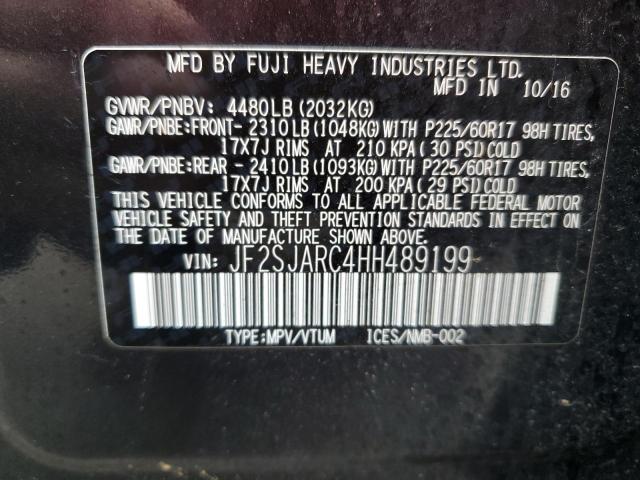 MFD BY FUJI HEAVY INDUSTRIES LTD.
MFD IN 10/16
GVWR/PNBV: 4480LB (2032KG)
GAWR/PNBE:FRONT- 2310LB (1048KG) WITH P225/60R17 98H TIRES,
17X7J RIMS AT 210 KPA ( 30 PSI) COLD
GAWR/PNBE:REAR - 2410LB (1093KG) WITH P225/60R17 98H TIRES,
17X7J RIMS AT 200 KPA ( 29 PSI) COLD
THIS VEHICLE CONFORMS TO ALL APPLICABLE FEDERAL MOTOR
VEHICLE SAFETY AND THEFT PREVENTION STANDARDS IN EFFECT ON
THE DATE OF MANUFACTURE SHOWN ABOVE.
VIN: JF2SJARC4HH489199
TYPE:MPV/VTUM ICES/NMB-002